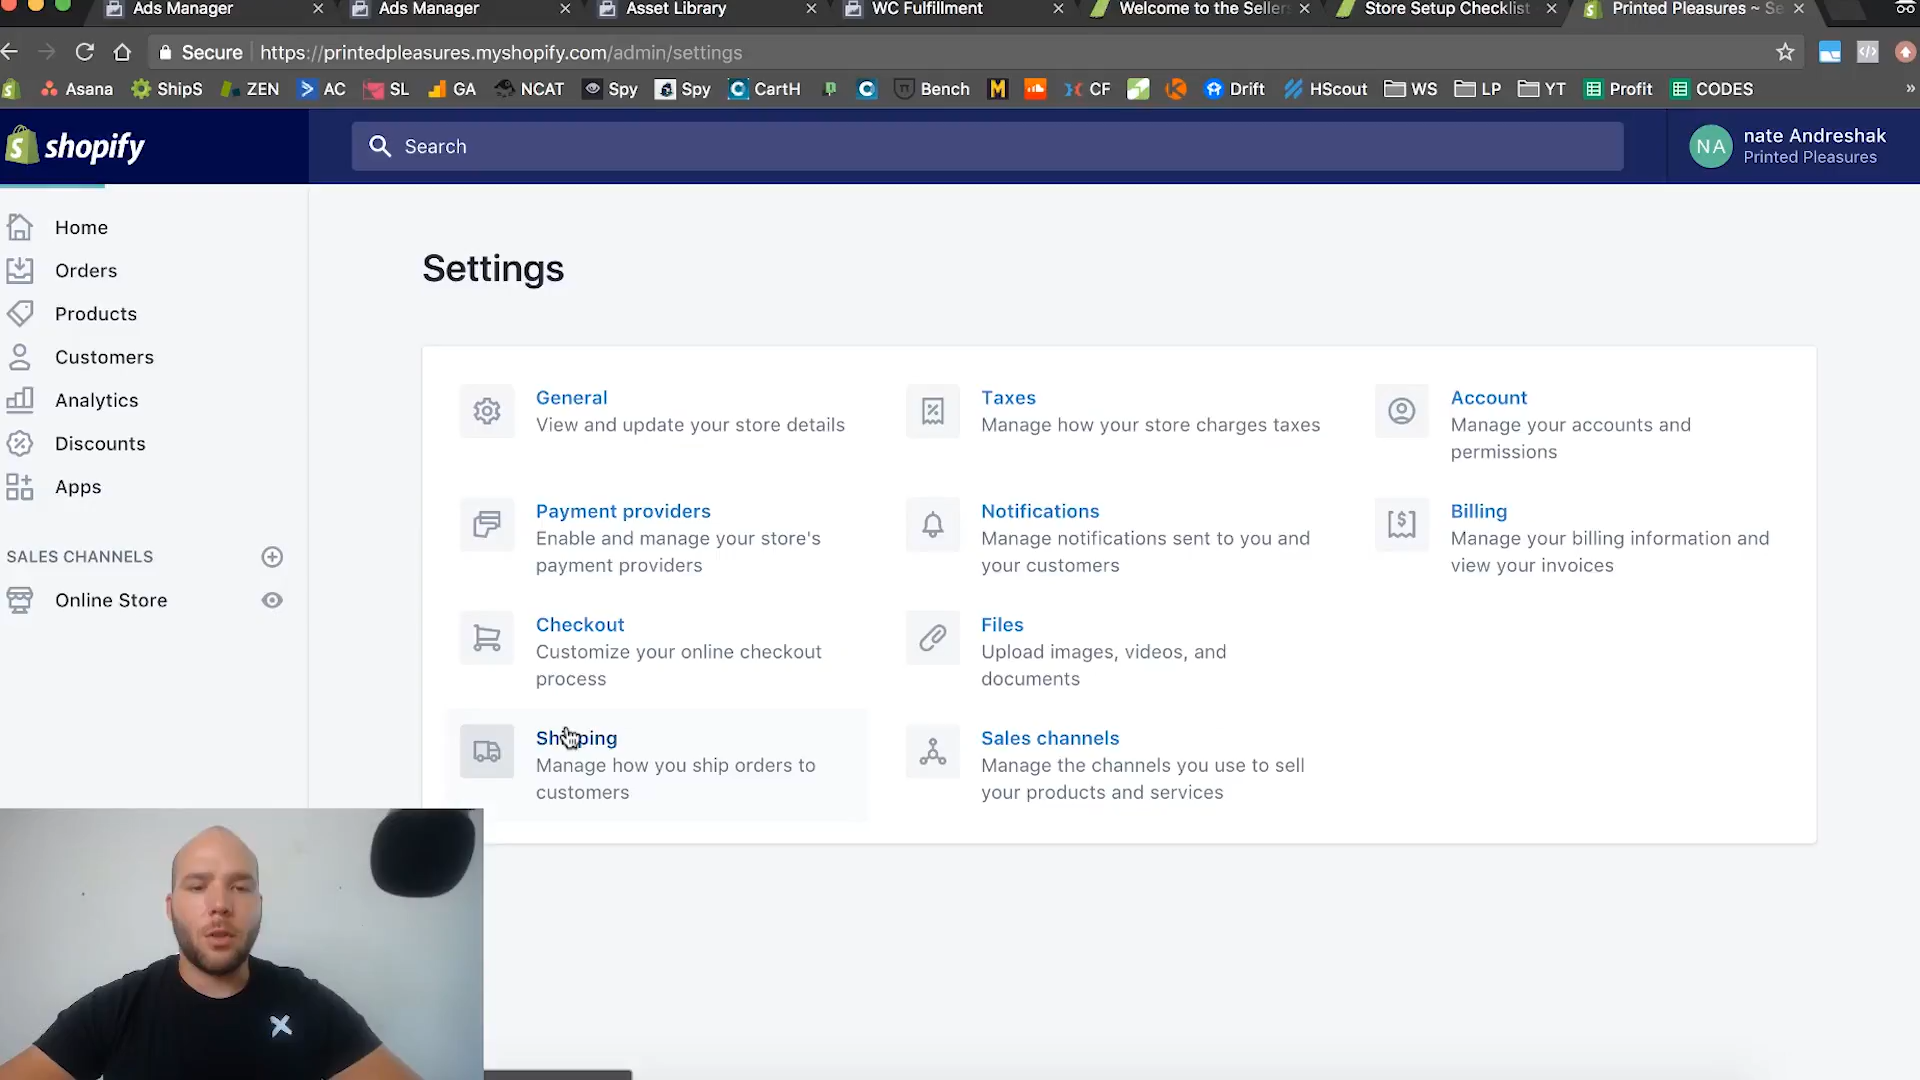 Ads Manager
Ads Manager
Asset Library
WC Fulfillment
Welcome to the Sellers
Store Setup Checklist
Printed Pleasures ~ Se
Secure
https://printedpleasures.myshopify.com/admin/settings
Asana
ShipS
ZEN
AC
SL
GA
NCAT
Spy
Spy
CartH
Bench
CF
Drift
HScout
WS
LP
YT
Profit
CODES
»
shopify
Search
NA
nate Andreshak
Printed Pleasures
Home
Orders
Products
Customers
Analytics
Discounts
Apps
SALES CHANNELS
Online Store
Settings
General
View and update your store details
Taxes
Manage how your store charges taxes
Account
Manage your accounts and
permissions
Payment providers
Enable and manage your store's
payment providers
Notifications
Manage notifications sent to you and
your customers
Billing
Manage your billing information and
view your invoices
Checkout
Customize your online checkout
process
Files
Upload images, videos, and
documents
Shipping
Manage how you ship orders to
customers
Sales channels
Manage the channels you use to sell
your products and services